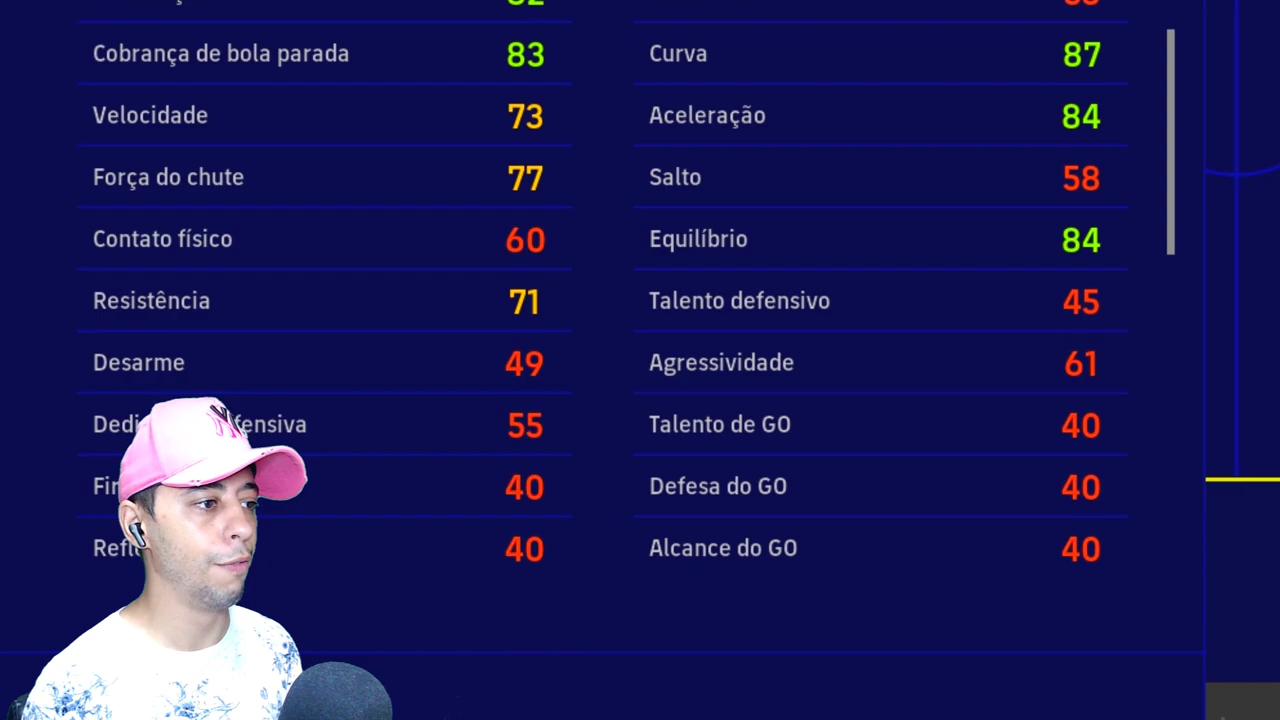 Cobrança de bola parada 83 Curva 87
Velocidade 73 Aceleração 84
Força do chute 77 Salto 58
Contato físico 60 Equilíbrio 84
Resistência 71 Talento defensivo 45
Desarme 49 Agressividade 61
55 Talento de GO 40
40 Defesa do GO 40
40 Alcance do GO 40